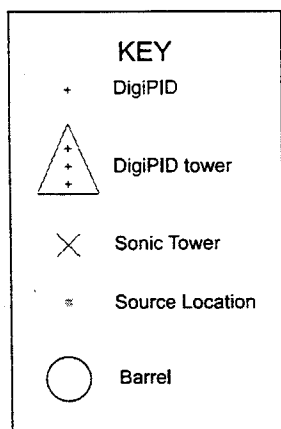 KEY
DigiPID
DigiPID tower
Sonic Tower
Source Location
Barrel